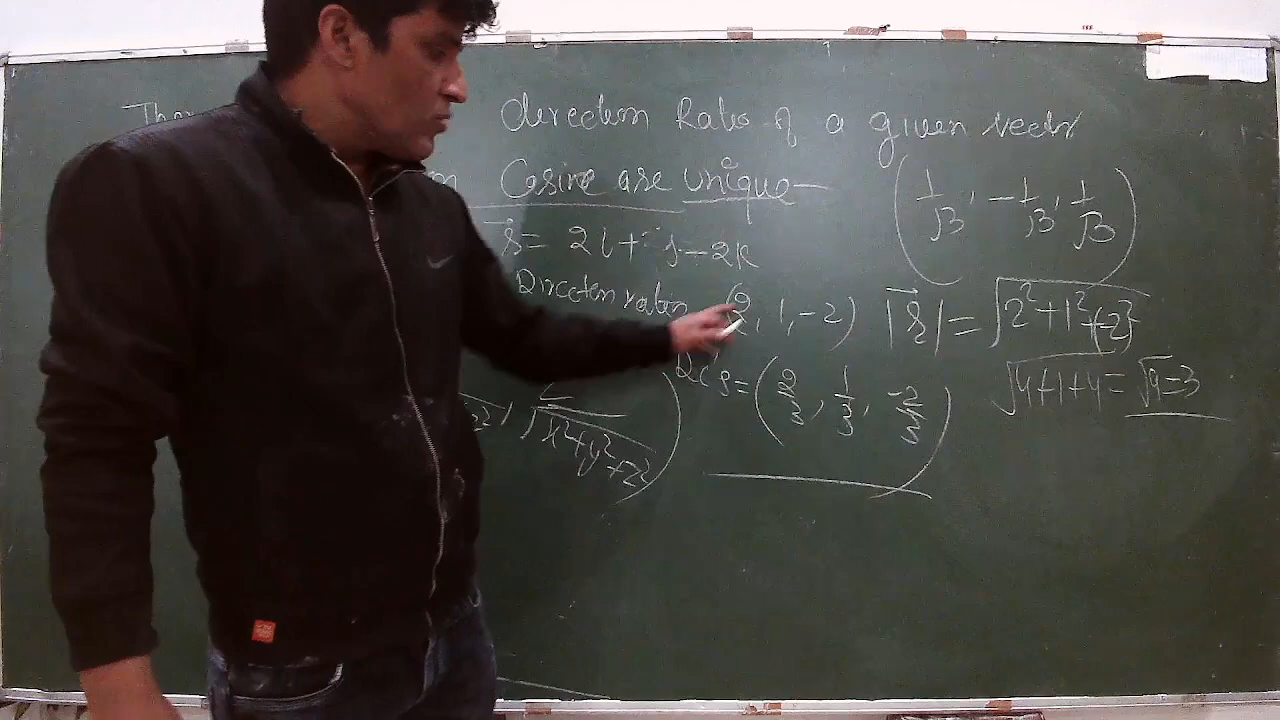 direction Ratio of a given vector
Cosine are unique
(1/√3, -1/√3, 1/√3)
r⃗ = 2i + j - 2k
Direction ratio (2, 1, -2) |r⃗| = √2²+1²+(-2)²
√4+1+4 = √9 = 3
= (2/3, 1/3, -2/3)
√x²+y²+z²)